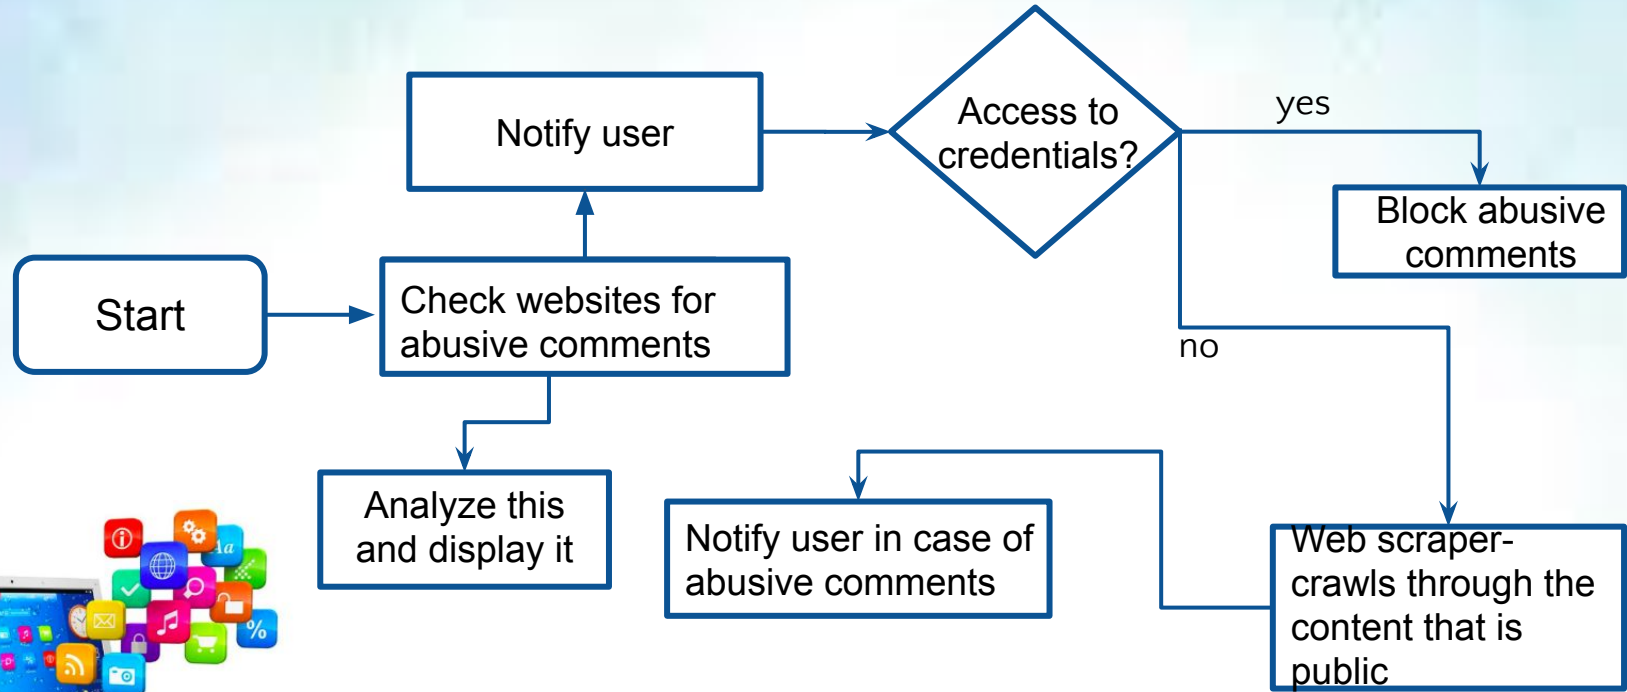 Notify user
Access to
credentials?
yes
Block abusive
comments
Start
Check websites for
abusive comments
no
Analyze this
and display it
Notify user in case of
abusive comments
Web scraper-
crawls through the
content that is
public
Aa
%